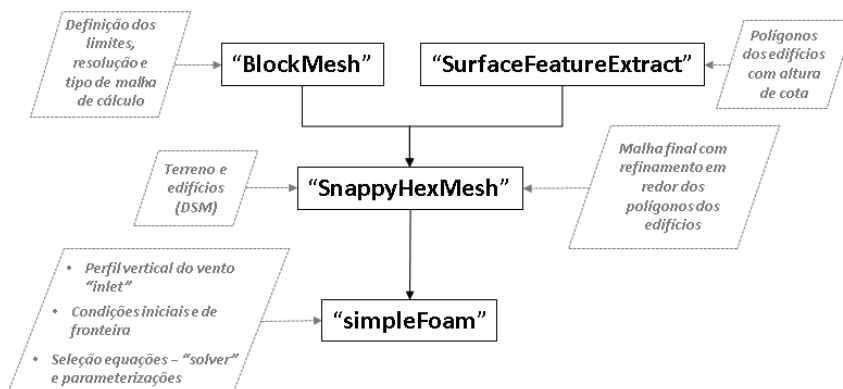 Definição dos
limites,
resolução e
tipo de malha
de cálculo
“BlockMesh”
“SurfaceFeatureExtract”
Polígonos
dos edifícios
com altura
de cota
Terreno e
edifícios
(DSM)
“SnappyHexMesh”
Malha final com
refinamento em
redor dos
polígonos dos
edifícios
• Perfil vertical do vento
“inlet”
• Condições iniciais e de
fronteira
• Seleção equações – “solver”
e parameterizações
“simpleFoam”